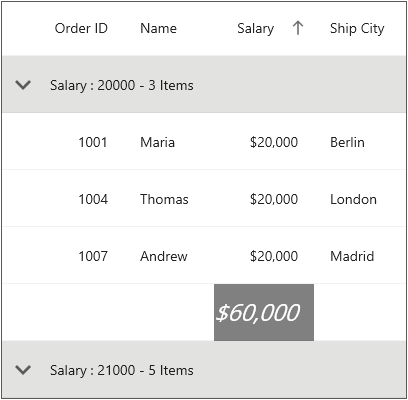 Order ID Name Salary Ship City
Salary : 20000 - 3 Items
1001 Maria $20,000 Berlin
1004 Thomas $20,000 London
1007 Andrew $20,000 Madrid
$60,000
Salary : 21000 - 5 Items